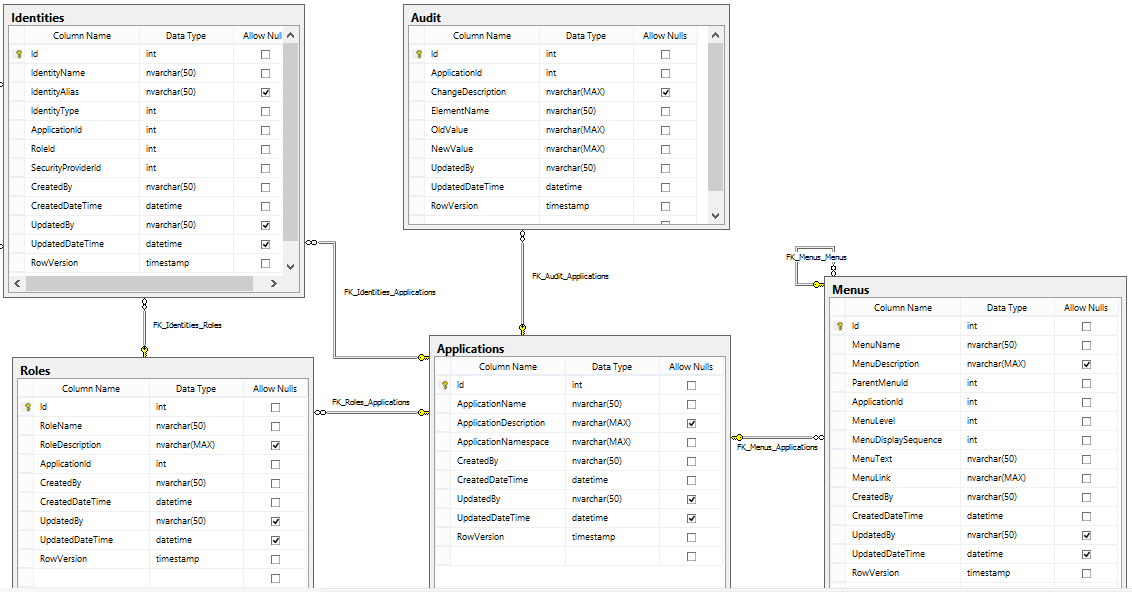 Identities
Column Name Data Type Allow Nul
Id int
IdentityName nvarchar(50)
IdentityAlias nvarchar(50)
IdentityType int
ApplicationId int
RoleId int
SecurityProviderId int
CreatedBy nvarchar(50)
CreatedDateTime datetime
UpdatedBy nvarchar(50)
UpdatedDateTime datetime
RowVersion timestamp
Audit
Column Name Data Type Allow Nulls
Id int
ApplicationId int
ChangeDescription nvarchar(MAX)
ElementName nvarchar(50)
OldValue nvarchar(MAX)
NewValue nvarchar(MAX)
UpdatedBy nvarchar(50)
UpdatedDateTime datetime
RowVersion timestamp
FK_Menus_Menus
FK_Audit_Applications
FK_Identities_Applications
FK_Identities_Roles
Roles
Column Name Data Type Allow Nulls
Id int
RoleName nvarchar(50)
RoleDescription nvarchar(MAX)
ApplicationId int
CreatedBy nvarchar(50)
CreatedDateTime datetime
UpdatedBy nvarchar(50)
UpdatedDateTime datetime
RowVersion timestamp
FK_Roles_Applications
Applications
Column Name Data Type Allow Nulls
Id int
ApplicationName nvarchar(50)
ApplicationDescription nvarchar(MAX)
ApplicationNamespace nvarchar(MAX)
CreatedBy nvarchar(50)
CreatedDateTime datetime
UpdatedBy nvarchar(50)
UpdatedDateTime datetime
RowVersion timestamp
FK_Menus_Applications
Menus
Column Name Data Type Allow Nulls
Id int
MenuName nvarchar(50)
MenuDescription nvarchar(MAX)
ParentMenuId int
ApplicationId int
MenuLevel int
MenuDisplaySequence int
MenuText nvarchar(50)
MenuLink nvarchar(MAX)
CreatedBy nvarchar(50)
CreatedDateTime datetime
UpdatedBy nvarchar(50)
UpdatedDateTime datetime
RowVersion timestamp